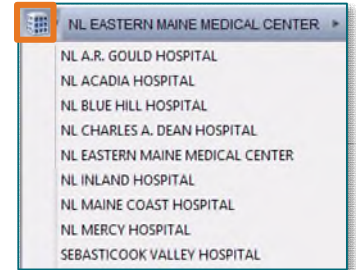 NL EASTERN MAINE MEDICAL CENTER
NL A.R. GOULD HOSPITAL
NL ACADIA HOSPITAL
NL BLUE HILL HOSPITAL
NL CHARLES A. DEAN HOSPITAL
NL EASTERN MAINE MEDICAL CENTER
NL INLAND HOSPITAL
NL MAINE COAST HOSPITAL
NL MERCY HOSPITAL
SEBASTICOOK VALLEY HOSPITAL